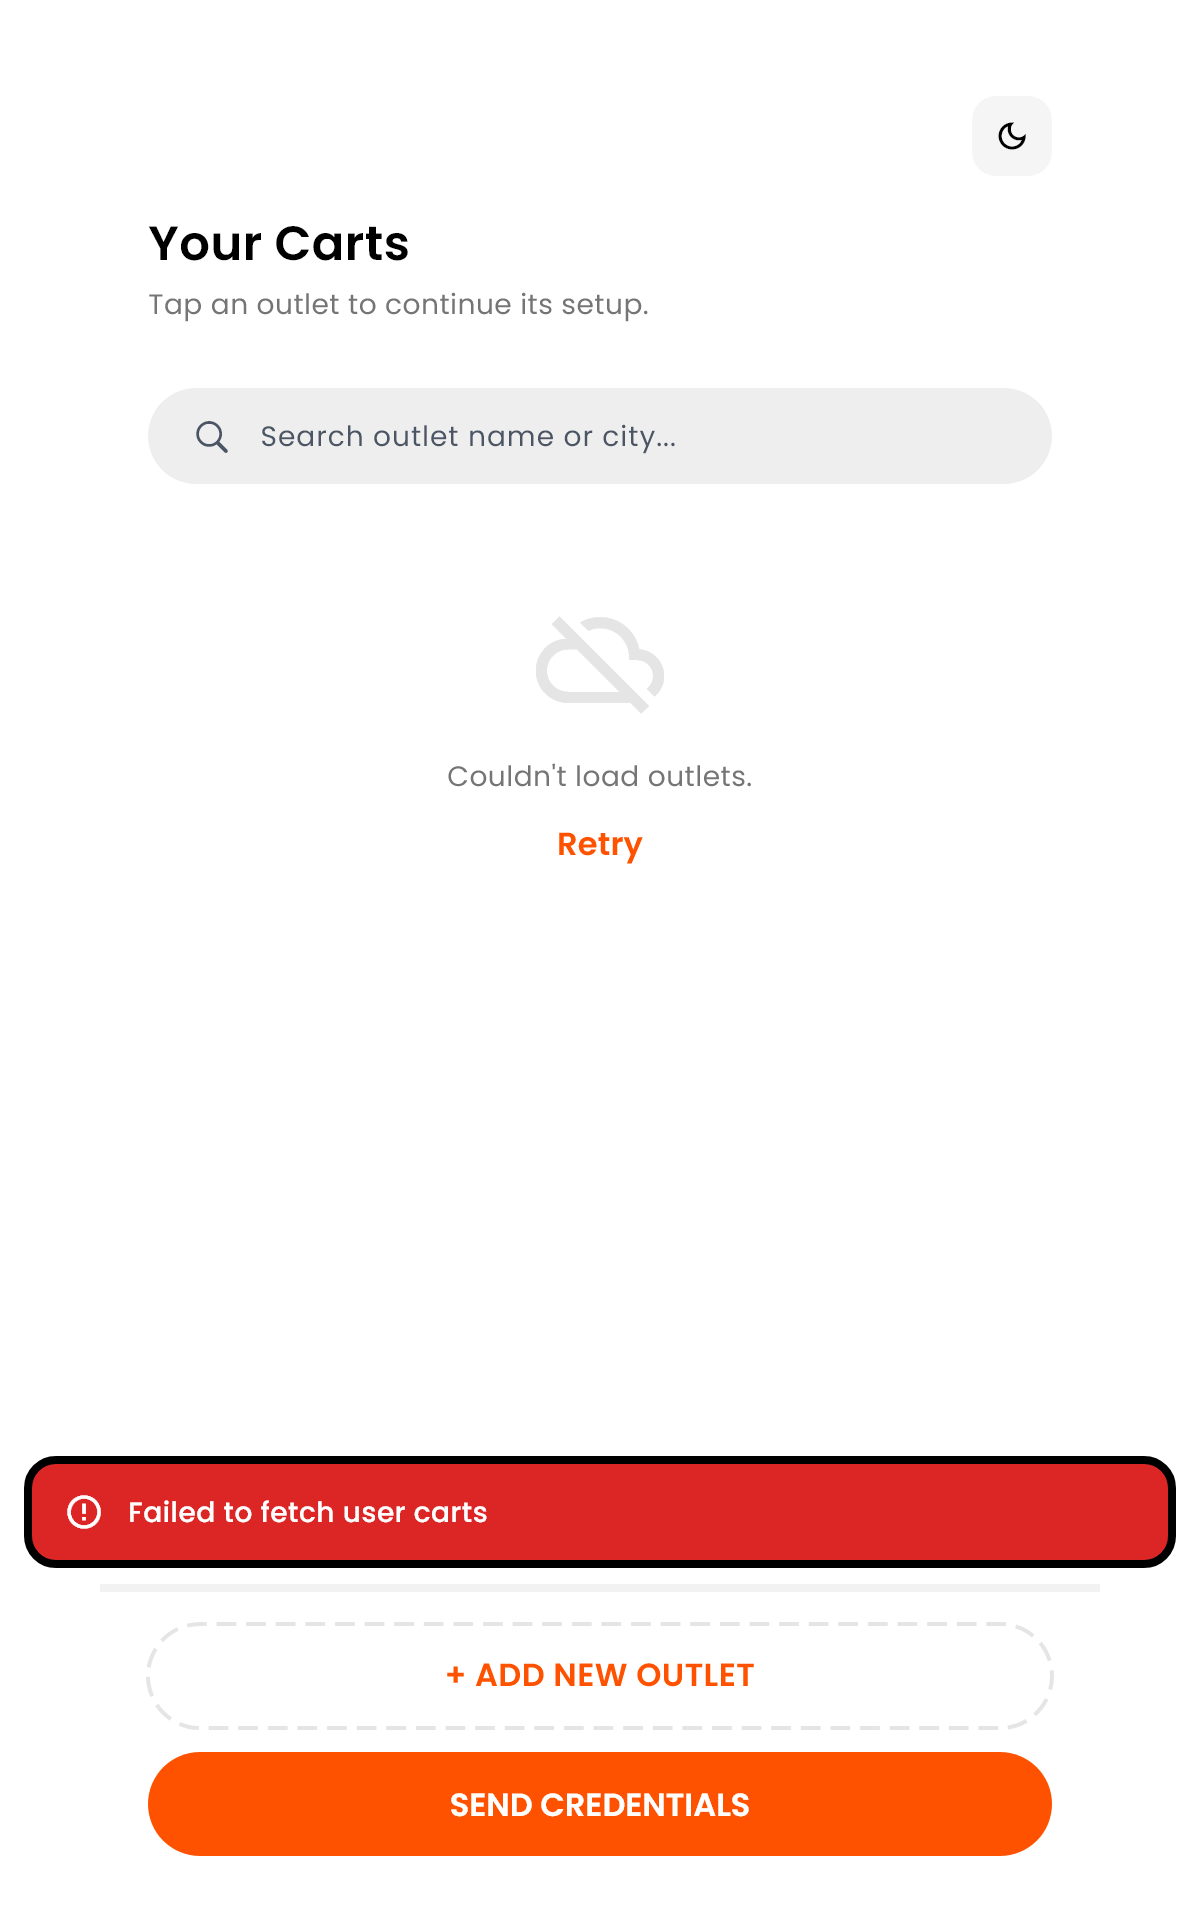 Your Carts
Tap an outlet to continue its setup.
Search outlet name or city...
Couldn't load outlets.
Retry
Failed to fetch user carts
+ ADD NEW OUTLET
SEND CREDENTIALS